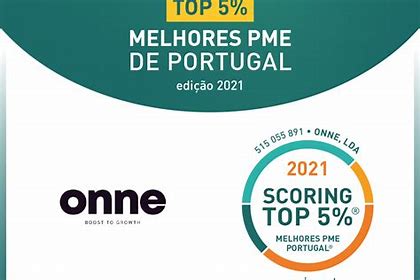 TOP 5%
MELHORES PME
DE PORTUGAL
edição 2021
onne
BOOST TO GROWTH
515 055 891 • ONNE, LDA
2021
SCORING
TOP 5%®
MELHORES PME
PORTUGAL®